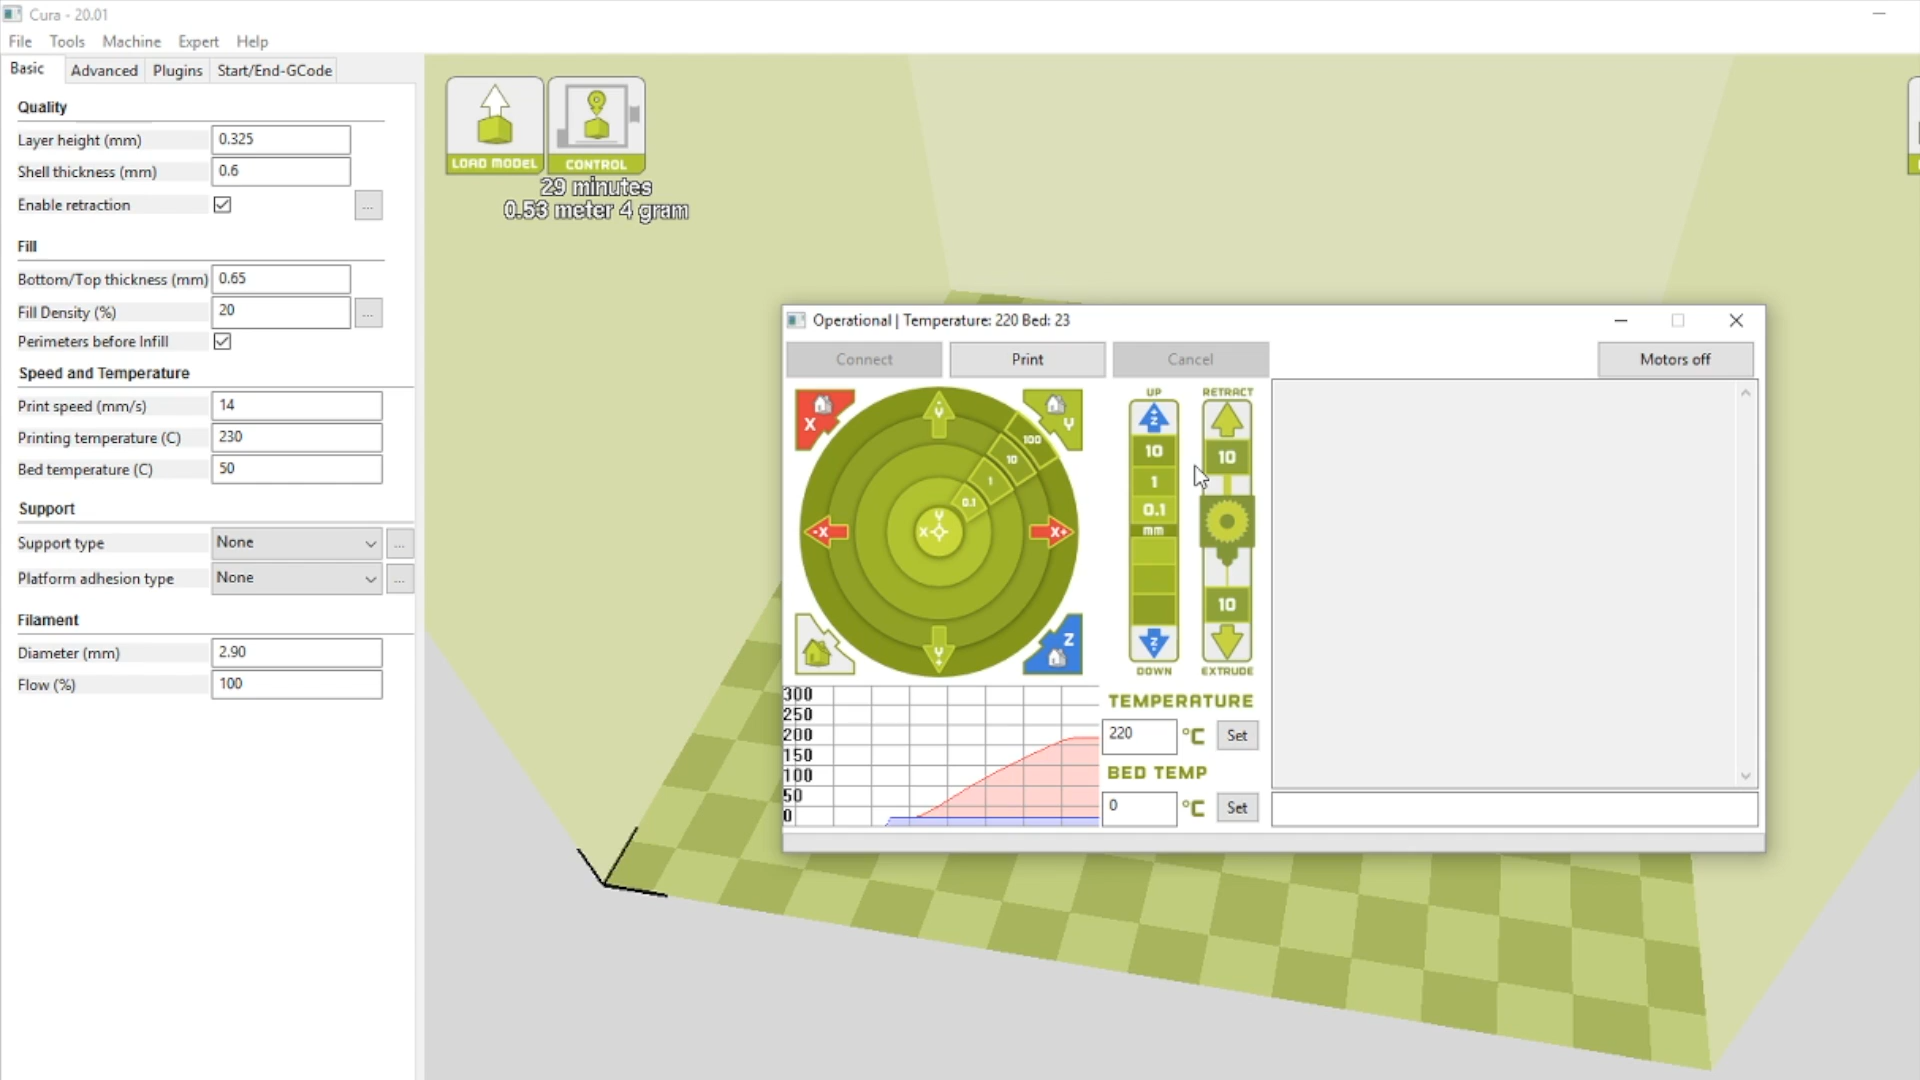 Cura - 20.01
File Tools Machine Expert Help
Basic Advanced Plugins Start/End-GCode
Quality
Layer height (mm) 0.325
Shell thickness (mm) 0.6
Enable retraction ...
Fill
Bottom/Top thickness (mm) 0.65
Fill Density (%) 20 ...
Perimeters before Infill
Speed and Temperature
Print speed (mm/s) 14
Printing temperature (C) 230
Bed temperature (C) 50
Support
Support type None ...
Platform adhesion type None ...
Filament
Diameter (mm) 2.90
Flow (%) 100
LOAD MODEL CONTROL
29 minutes
0.53 meter 4 gram
Operational | Temperature: 220 Bed: 23
Connect Print Cancel Motors off
X Y
-Y
100
10
1
0.1
Y
X
-X X+
Y+
Z
UP
Z
10
1
0.1
mm
Z
DOWN
RETRACT
10
10
EXTRUDE
300
250
200
150
100
50
0
TEMPERATURE
220 °C Set
BED TEMP
0 °C Set